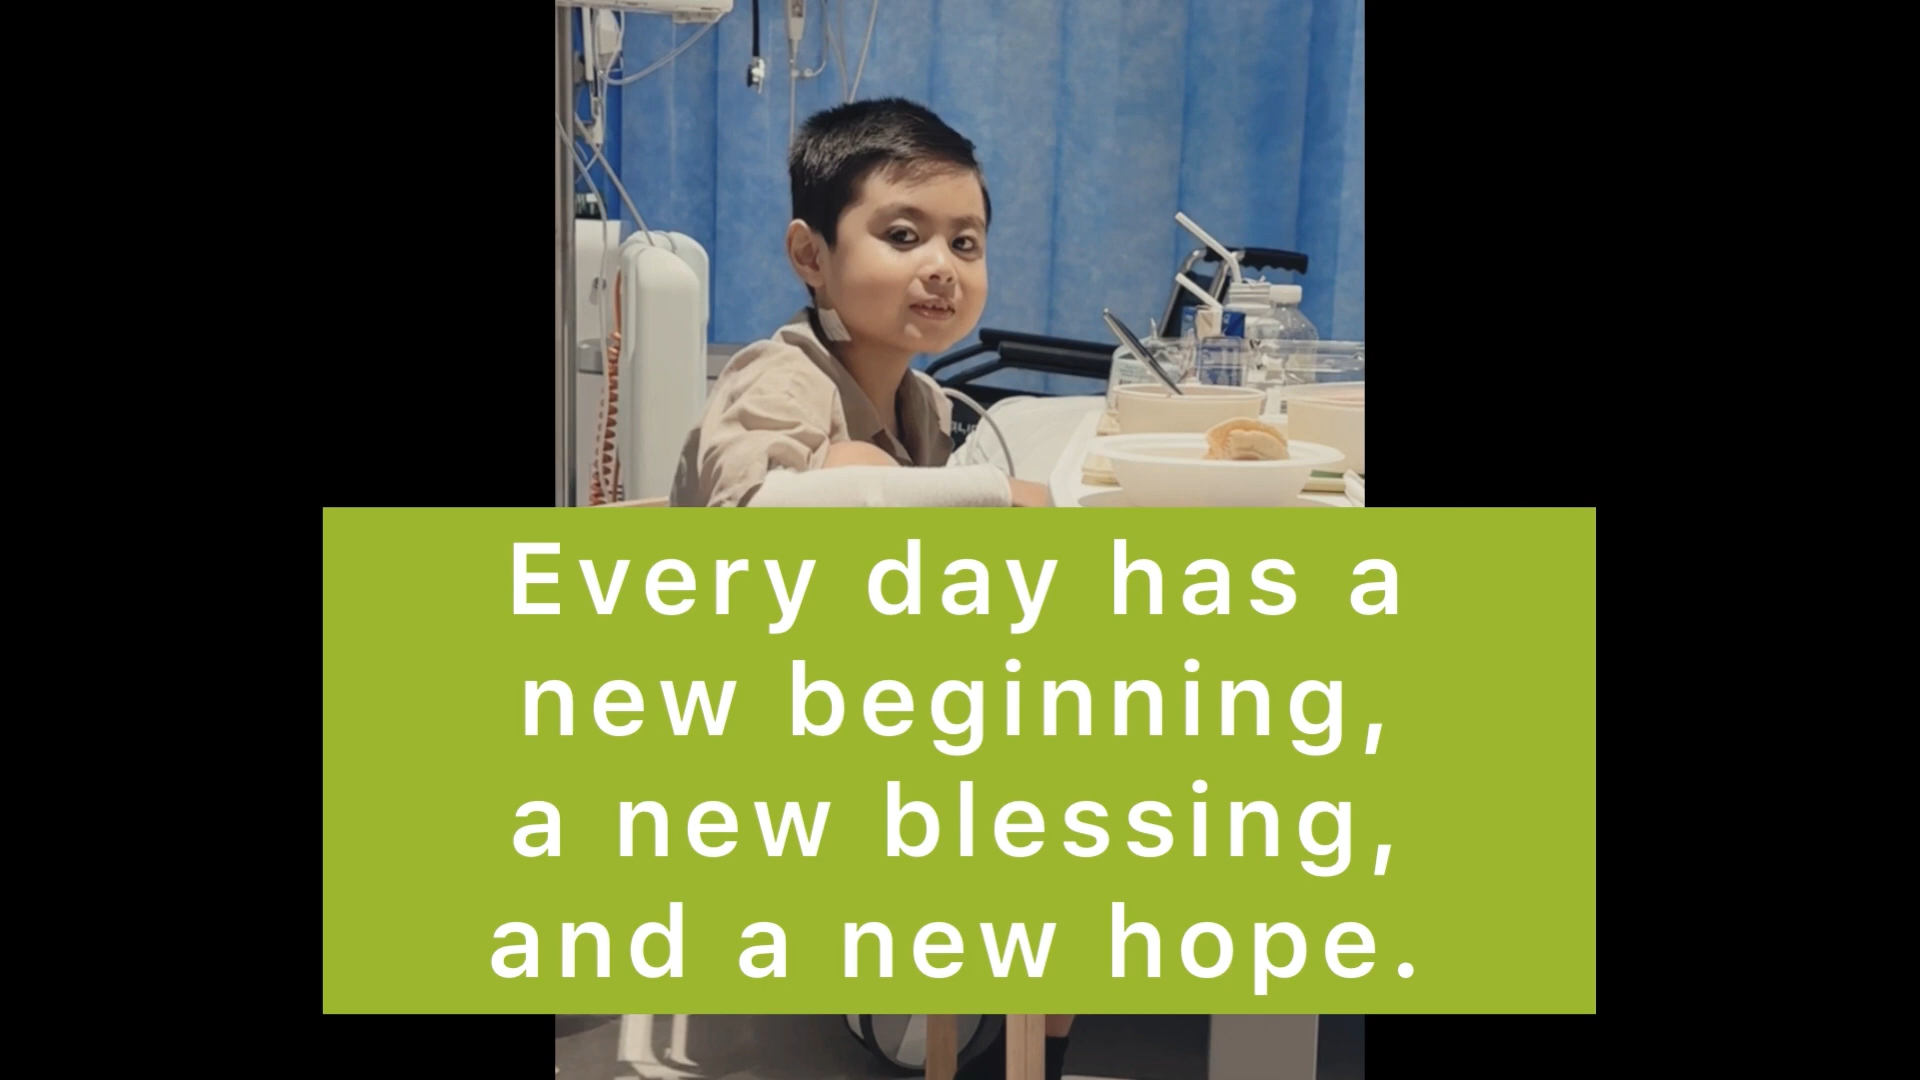 Every day has a
new beginning,
a new blessing,
and a new hope.